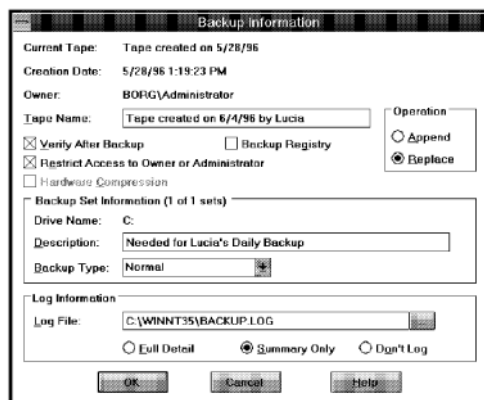 Backup Information
Current Tape: Tape created on 5/28/96
Creation Date: 5/28/96 1:19:23 PM
Owner: BORG\Administrator
Tape Name: Tape created on 6/4/96 by Lucia
Operation
Append
Replace
Verify After Backup
Backup Registry
Restrict Access to Owner or Administrator
Hardware Compression
Backup Set Information (1 of 1 sets)
Drive Name: C:
Description: Needed for Lucia's Daily Backup
Backup Type: Normal
Log Information
Log File: C:\WINNT35\BACKUP.LOG
Full Detail Summary Only Don't Log
OK Cancel Help